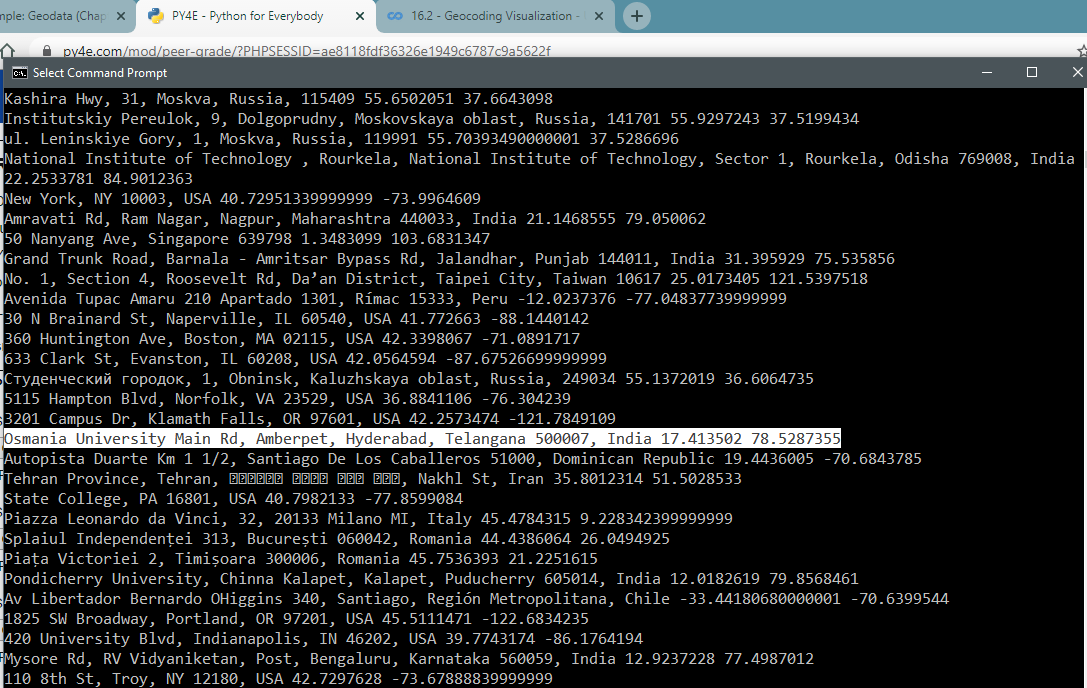 mple: Geodata (Chap
PY4E - Python for Everybody
16.2 - Geocoding Visualization -
py4e.com/mod/peer-grade/?PHPSESSID=ae8118fdf36326e1949c6787c9a5622f
Select Command Prompt
Kashira Hwy, 31, Moskva, Russia, 115409 55.6502051 37.6643098
Institutskiy Pereulok, 9, Dolgoprudny, Moskovskaya oblast, Russia, 141701 55.9297243 37.5199434
ul. Leninskiye Gory, 1, Moskva, Russia, 119991 55.70393490000001 37.5286696
National Institute of Technology , Rourkela, National Institute of Technology, Sector 1, Rourkela, Odisha 769008, India
22.2533781 84.9012363
New York, NY 10003, USA 40.72951339999999 -73.9964609
Amravati Rd, Ram Nagar, Nagpur, Maharashtra 440033, India 21.1468555 79.050062
50 Nanyang Ave, Singapore 639798 1.3483099 103.6831347
Grand Trunk Road, Barnala - Amritsar Bypass Rd, Jalandhar, Punjab 144011, India 31.395929 75.535856
No. 1, Section 4, Roosevelt Rd, Da’an District, Taipei City, Taiwan 10617 25.0173405 121.5397518
Avenida Tupac Amaru 210 Apartado 1301, Rímac 15333, Peru -12.0237376 -77.04837739999999
30 N Brainard St, Naperville, IL 60540, USA 41.772663 -88.1440142
360 Huntington Ave, Boston, MA 02115, USA 42.3398067 -71.0891717
633 Clark St, Evanston, IL 60208, USA 42.0564594 -87.67526699999999
Студенческий городок, 1, Obninsk, Kaluzhskaya oblast, Russia, 249034 55.1372019 36.6064735
5115 Hampton Blvd, Norfolk, VA 23529, USA 36.8841106 -76.304239
3201 Campus Dr, Klamath Falls, OR 97601, USA 42.2573474 -121.7849109
Osmania University Main Rd, Amberpet, Hyderabad, Telangana 500007, India 17.413502 78.5287355
Autopista Duarte Km 1 1/2, Santiago De Los Caballeros 51000, Dominican Republic 19.4436005 -70.6843785
Tehran Province, Tehran, , Nakhl St, Iran 35.8012314 51.5028533
State College, PA 16801, USA 40.7982133 -77.8599084
Piazza Leonardo da Vinci, 32, 20133 Milano MI, Italy 45.4784315 9.228342399999999
Splaiul Independenței 313, București 060042, Romania 44.4386064 26.0494925
Piața Victoriei 2, Timișoara 300006, Romania 45.7536393 21.2251615
Pondicherry University, Chinna Kalapet, Kalapet, Puducherry 605014, India 12.0182619 79.8568461
Av Libertador Bernardo OHiggins 340, Santiago, Región Metropolitana, Chile -33.44180680000001 -70.6399544
1825 SW Broadway, Portland, OR 97201, USA 45.5111471 -122.6834235
420 University Blvd, Indianapolis, IN 46202, USA 39.7743174 -86.1764194
Mysore Rd, RV Vidyaniketan, Post, Bengaluru, Karnataka 560059, India 12.9237228 77.4987012
110 8th St, Troy, NY 12180, USA 42.7297628 -73.67888839999999